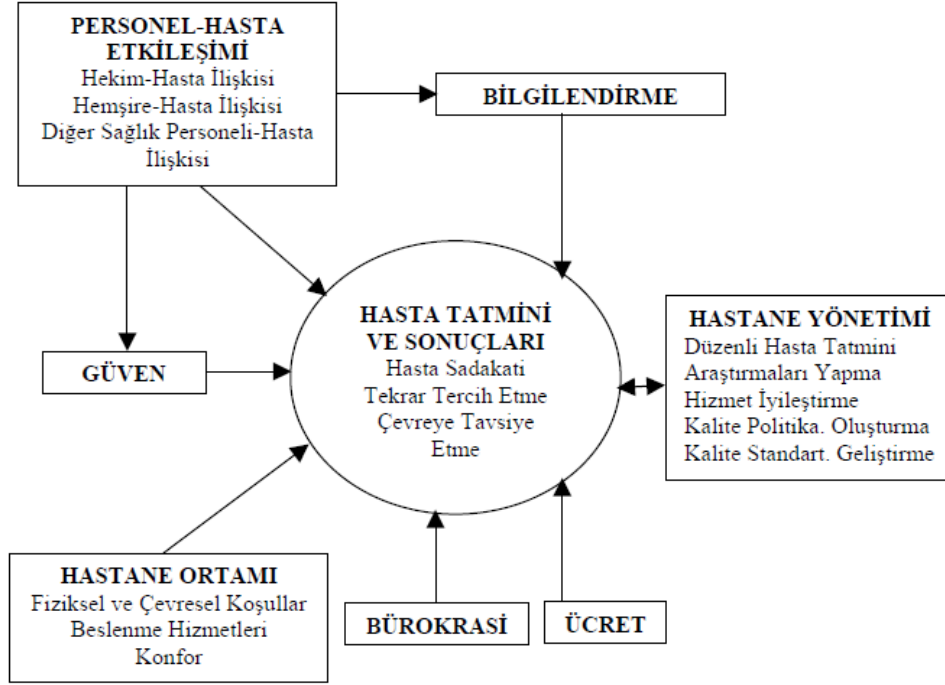 PERSONEL-HASTA
ETKİLEŞİMİ
Hekim-Hasta İlişkisi
Hemşire-Hasta İlişkisi
Diğer Sağlık Personeli-Hasta
İlişkisi
BİLGİLENDİRME
GÜVEN
HASTA TATMİNİ
VE SONUÇLARI
Hasta Sadakati
Tekrar Tercih Etme
Çevreye Tavsiye
Etme
HASTANE YÖNETİMİ
Düzenli Hasta Tatmini
Araştırmaları Yapma
Hizmet İyileştirme
Kalite Politika. Oluşturma
Kalite Standart. Geliştirme
HASTANE ORTAMI
Fiziksel ve Çevresel Koşullar
Beslenme Hizmetleri
Konfor
BÜROKRASİ
ÜCRET